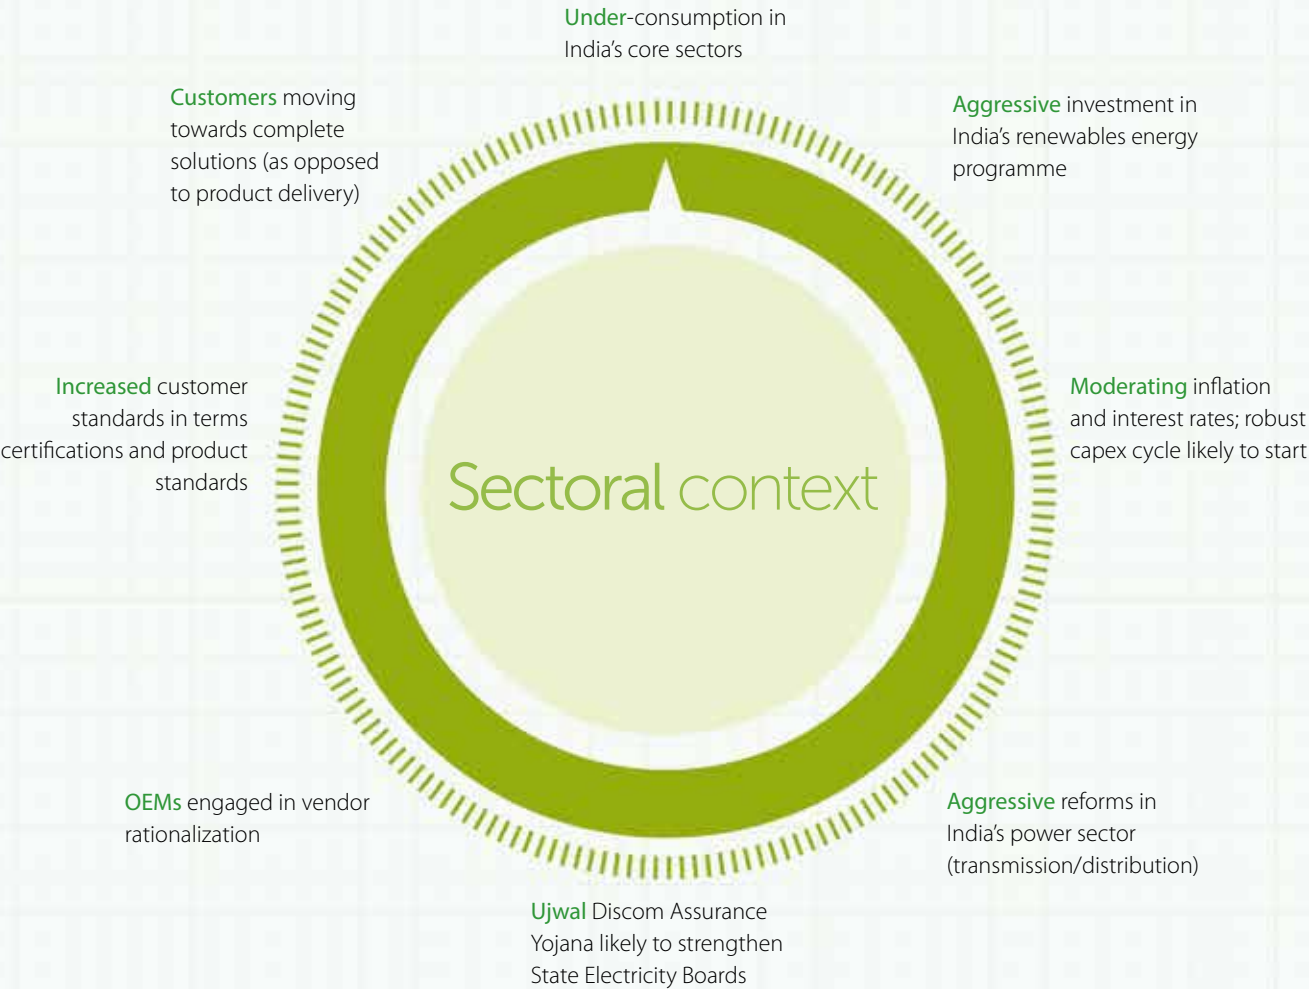 Under-consumption in
India’s core sectors
Aggressive investment in
India’s renewables energy
programme
Moderating inflation
and interest rates; robust
capex cycle likely to start
Aggressive reforms in
India’s power sector
(transmission/distribution)
Ujwal Discom Assurance
Yojana likely to strengthen
State Electricity Boards
OEMs engaged in vendor
rationalization
Increased customer
standards in terms
certifications and product
standards
Customers moving
towards complete
solutions (as opposed
to product delivery)
Sectoral context